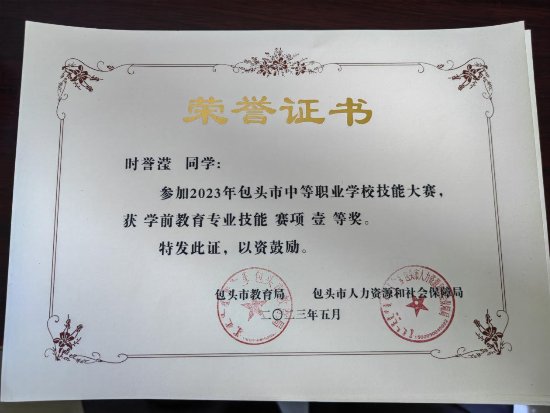 荣誉证书
时誉滢 同学：
参加2023年包头市中等职业学校技能大赛，
获 学前教育专业技能 赛项 壹 等奖。
特发此证，以资鼓励。
包头市教育局 包头市人力资源和社会保障局
二〇二三年五月